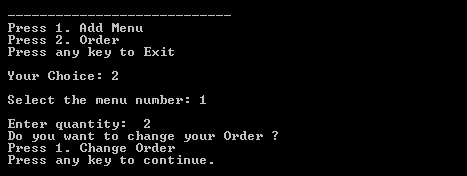 ----------------------------
Press 1. Add Menu
Press 2. Order
Press any key to Exit
Your Choice: 2
Select the menu number: 1
Enter quantity:  2
Do you want to change your Order ?
Press 1. Change Order
Press any key to continue.